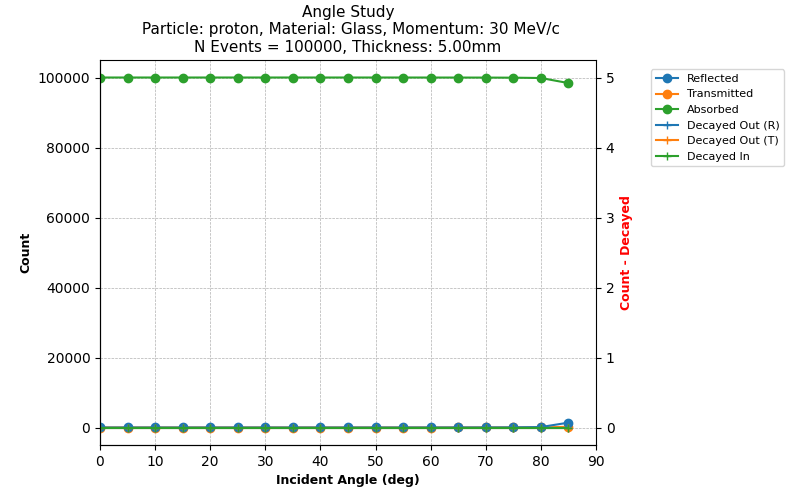 Angle Study
Particle: proton, Material: Glass, Momentum: 30 MeV/c
N Events = 100000, Thickness: 5.00mm
100000
80000
60000
40000
20000
0
Count
5
4
3
2
1
0
Count - Decayed
0
10
20
30
40
50
60
70
80
90
Incident Angle (deg)
Reflected
Transmitted
Absorbed
Decayed Out (R)
Decayed Out (T)
Decayed In